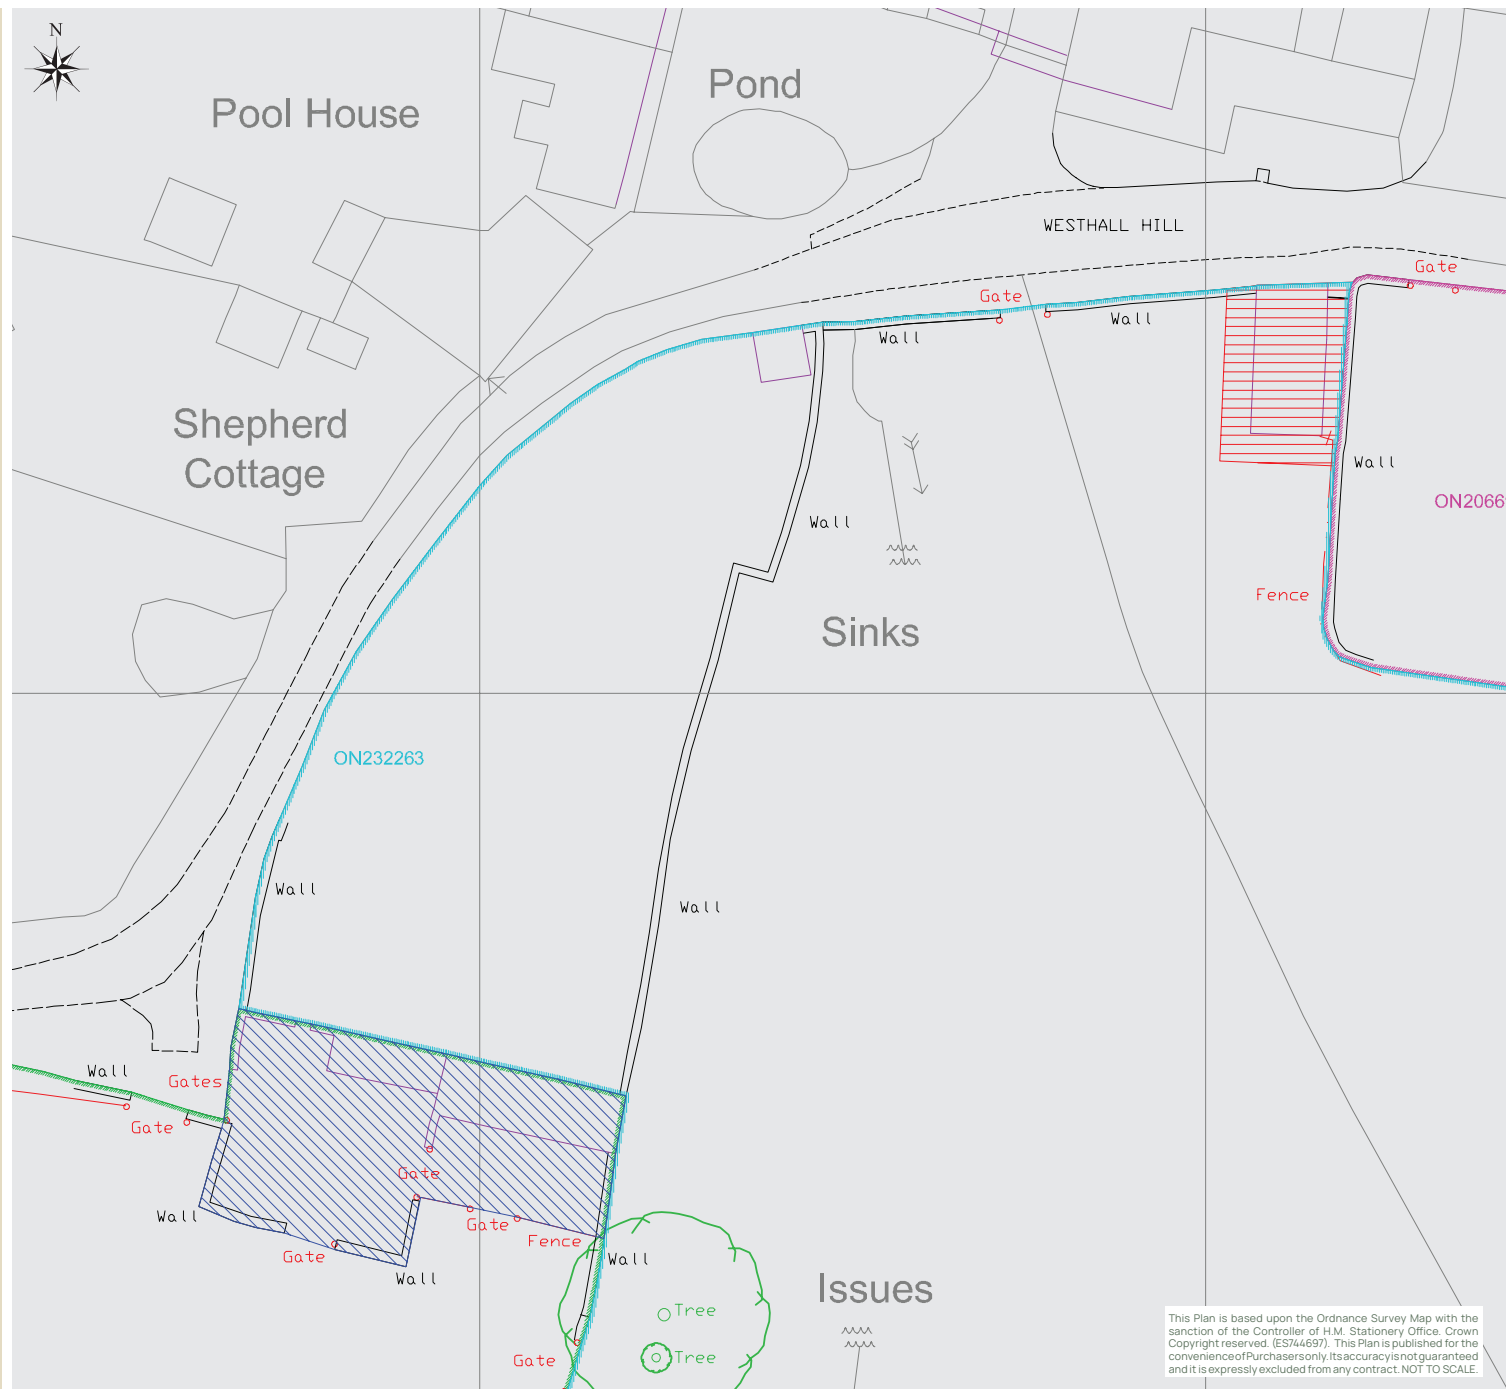 N
Pool House
Pond
WESTHALL HILL
Gate
Gate
Wall
Wall
Shepherd
Cottage
Wall
ON2066
Wall
Sinks
Fence
ON232263
Wall
Wall
Wall
Gates
Gate
Gate
Wall
Gate
Fence
Gate
Wall
Wall
Issues
Tree
Tree
Gate
This Plan is based upon the Ordnance Survey Map with the
sanction of the Controller of H.M. Stationery Office. Crown
Copyright reserved. (ES744697). This Plan is published for the
convenience of Purchasers only. Its accuracy is not guaranteed
and it is expressly excluded from any contract. NOT TO SCALE.